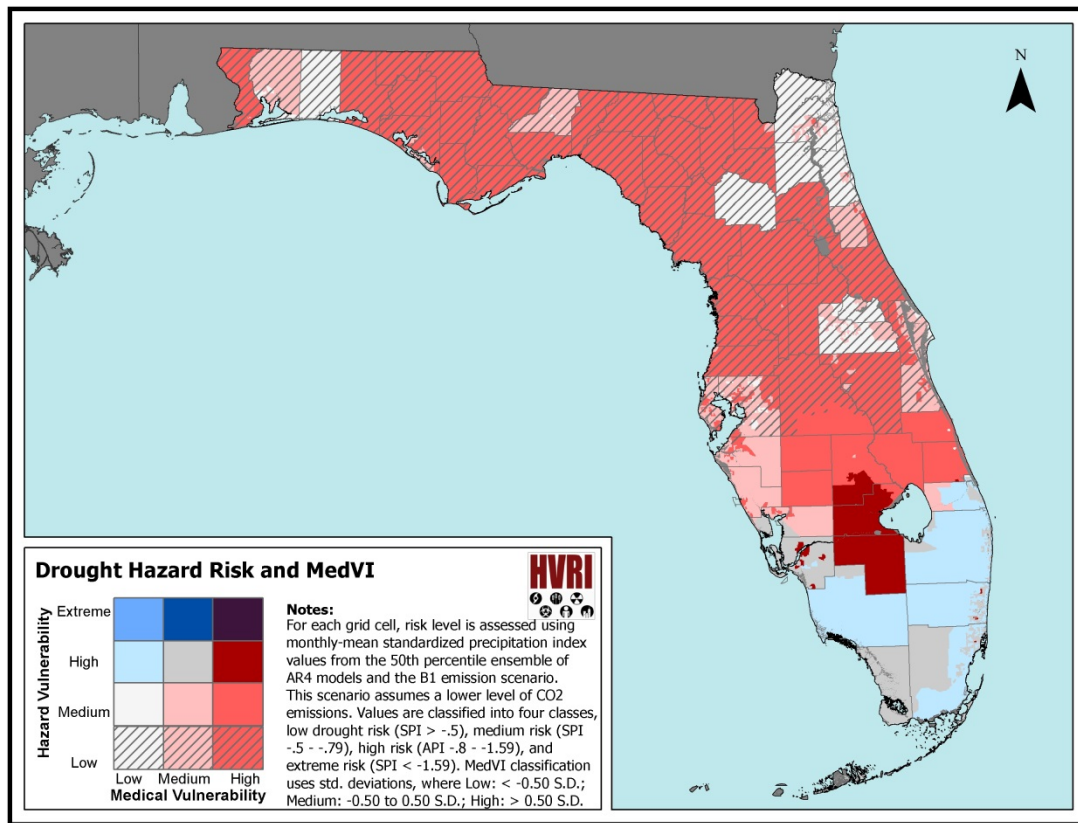 N
Drought Hazard Risk and MedVI
HVRI
Hazard Vulnerability
Extreme
High
Medium
Low
Low Medium High
Medical Vulnerability
Notes:
For each grid cell, risk level is assessed using
monthly-mean standardized precipitation index
values from the 50th percentile ensemble of
AR4 models and the B1 emission scenario.
This scenario assumes a lower level of CO2
emissions. Values are classified into four classes,
low drought risk (SPI > -.5), medium risk (SPI
-.5 - -.79), high risk (API -.8 - -1.59), and
extreme risk (SPI < -1.59). MedVI classification
uses std. deviations, where Low: < -0.50 S.D.;
Medium: -0.50 to 0.50 S.D.; High: > 0.50 S.D.